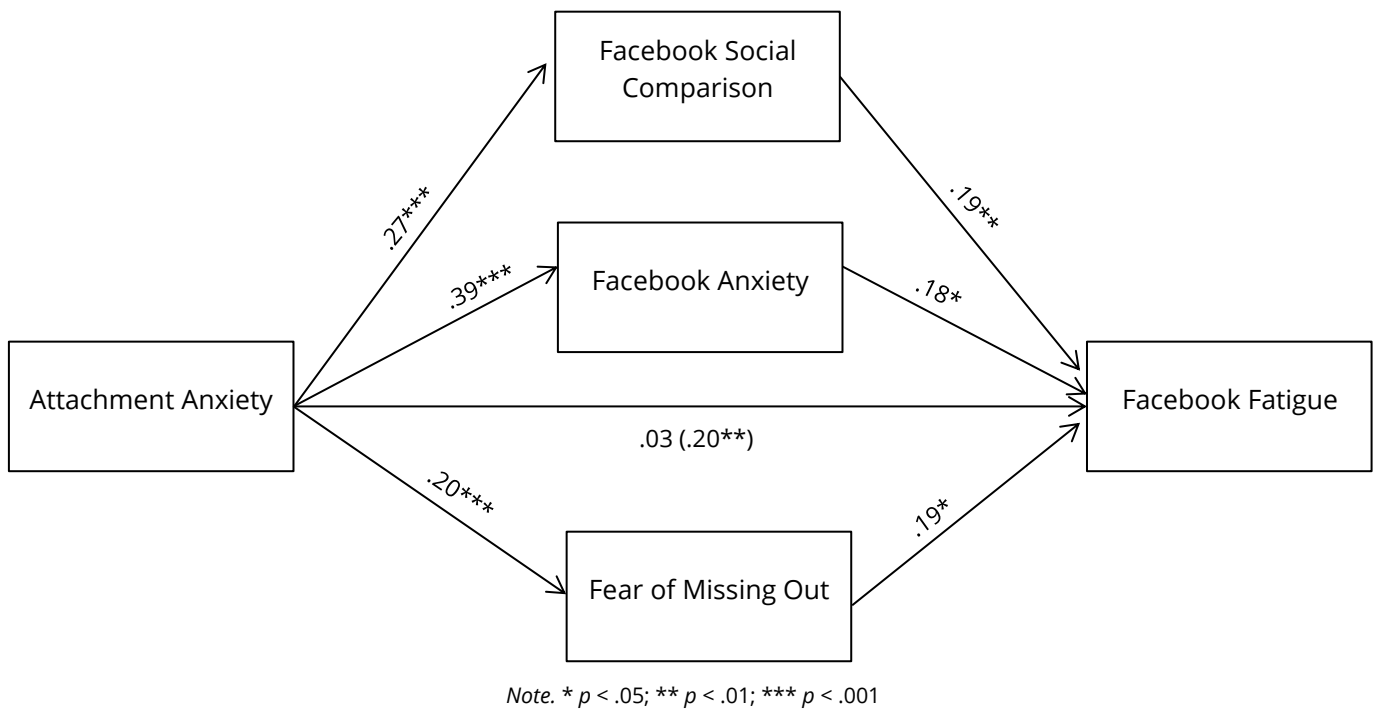 Facebook Social
Comparison
.27***
.19**
Facebook Anxiety
.39***
.18*
Attachment Anxiety
Facebook Fatigue
.03 (.20**)
.20***
.19*
Fear of Missing Out
Note. * p < .05; ** p < .01; *** p < .001